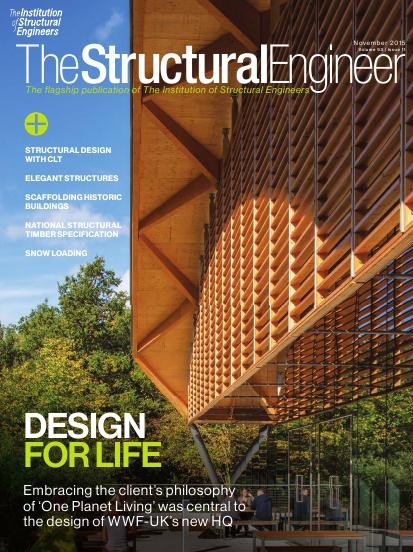 The Institution
of Structural
Engineers
November 2015
Volume 93 | Issue 11
TheStructuralEngineer
The flagship publication of The Institution of Structural Engineers
STRUCTURAL DESIGN
WITH CLT
ELEGANT STRUCTURES
SCAFFOLDING HISTORIC
BUILDINGS
NATIONAL STRUCTURAL
TIMBER SPECIFICATION
SNOW LOADING
DESIGN
FOR LIFE
Embracing the client's philosophy
of 'One Planet Living' was central to
the design of WWF-UK's new HQ